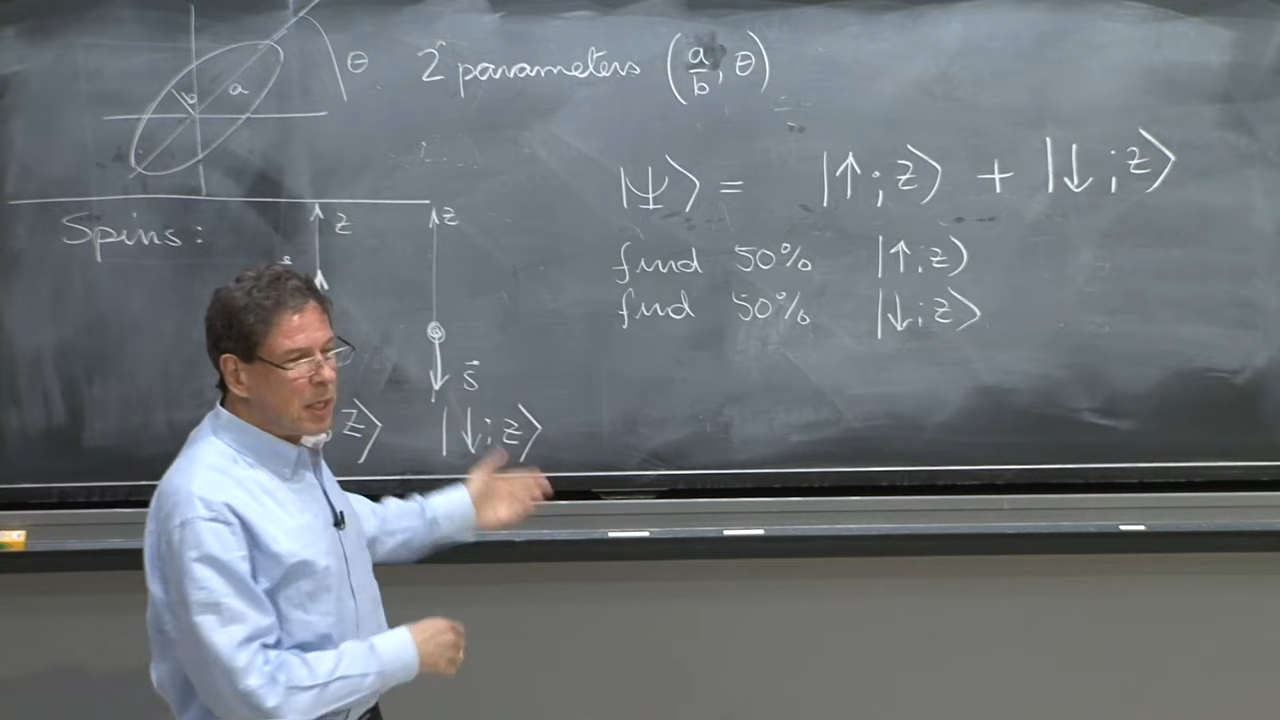 θ
a
b
2 parameters (a/b, θ)
|Ψ⟩ = |↑;z⟩ + |↓;z⟩
Spins:
z
z
find 50% |↑;z)
find 50% |↓;z⟩
s⃗
z⟩ |↓;z⟩